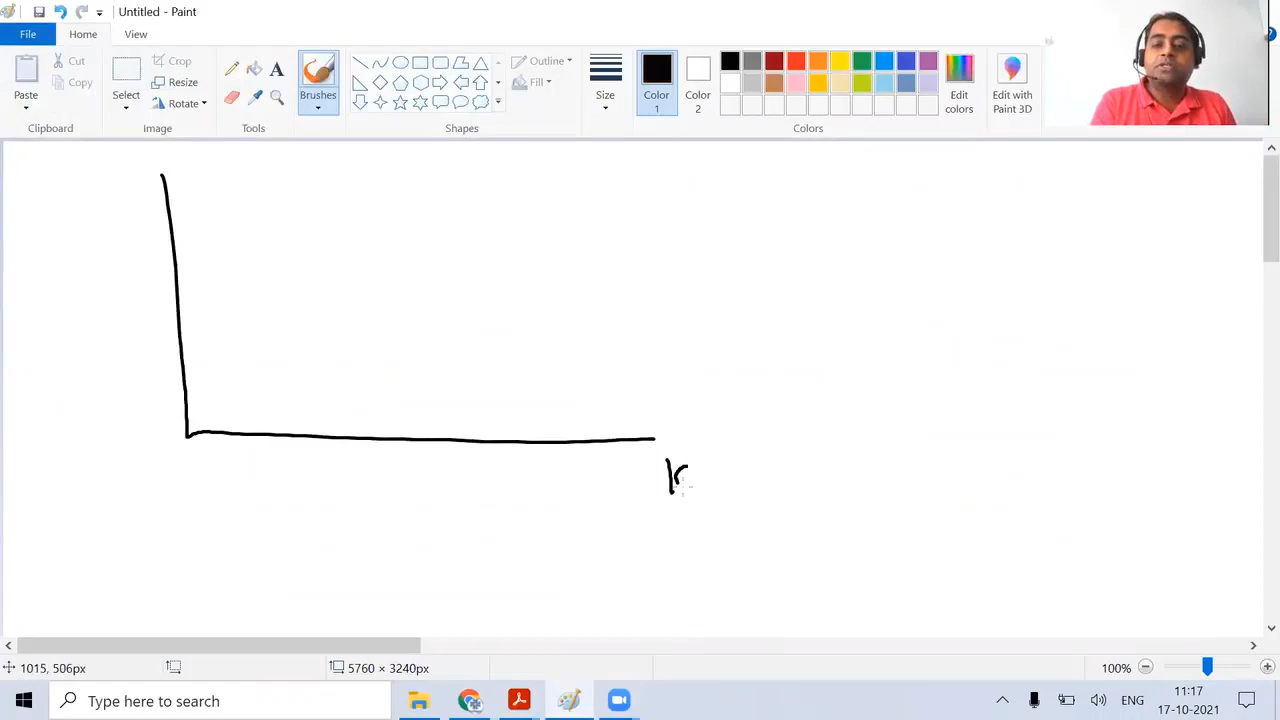 Untitled - Paint
File Home View
Paste Cut Copy
Clipboard
Select Crop Resize Rotate
Image
Tools
Brushes
Outline Fill
Shapes
Size
Color 1
Color 2
Edit colors
Edit with Paint 3D
Colors
K
1015, 506px 5760 × 3240px 100%
Type here to search ENG 11:17 17-10-2021